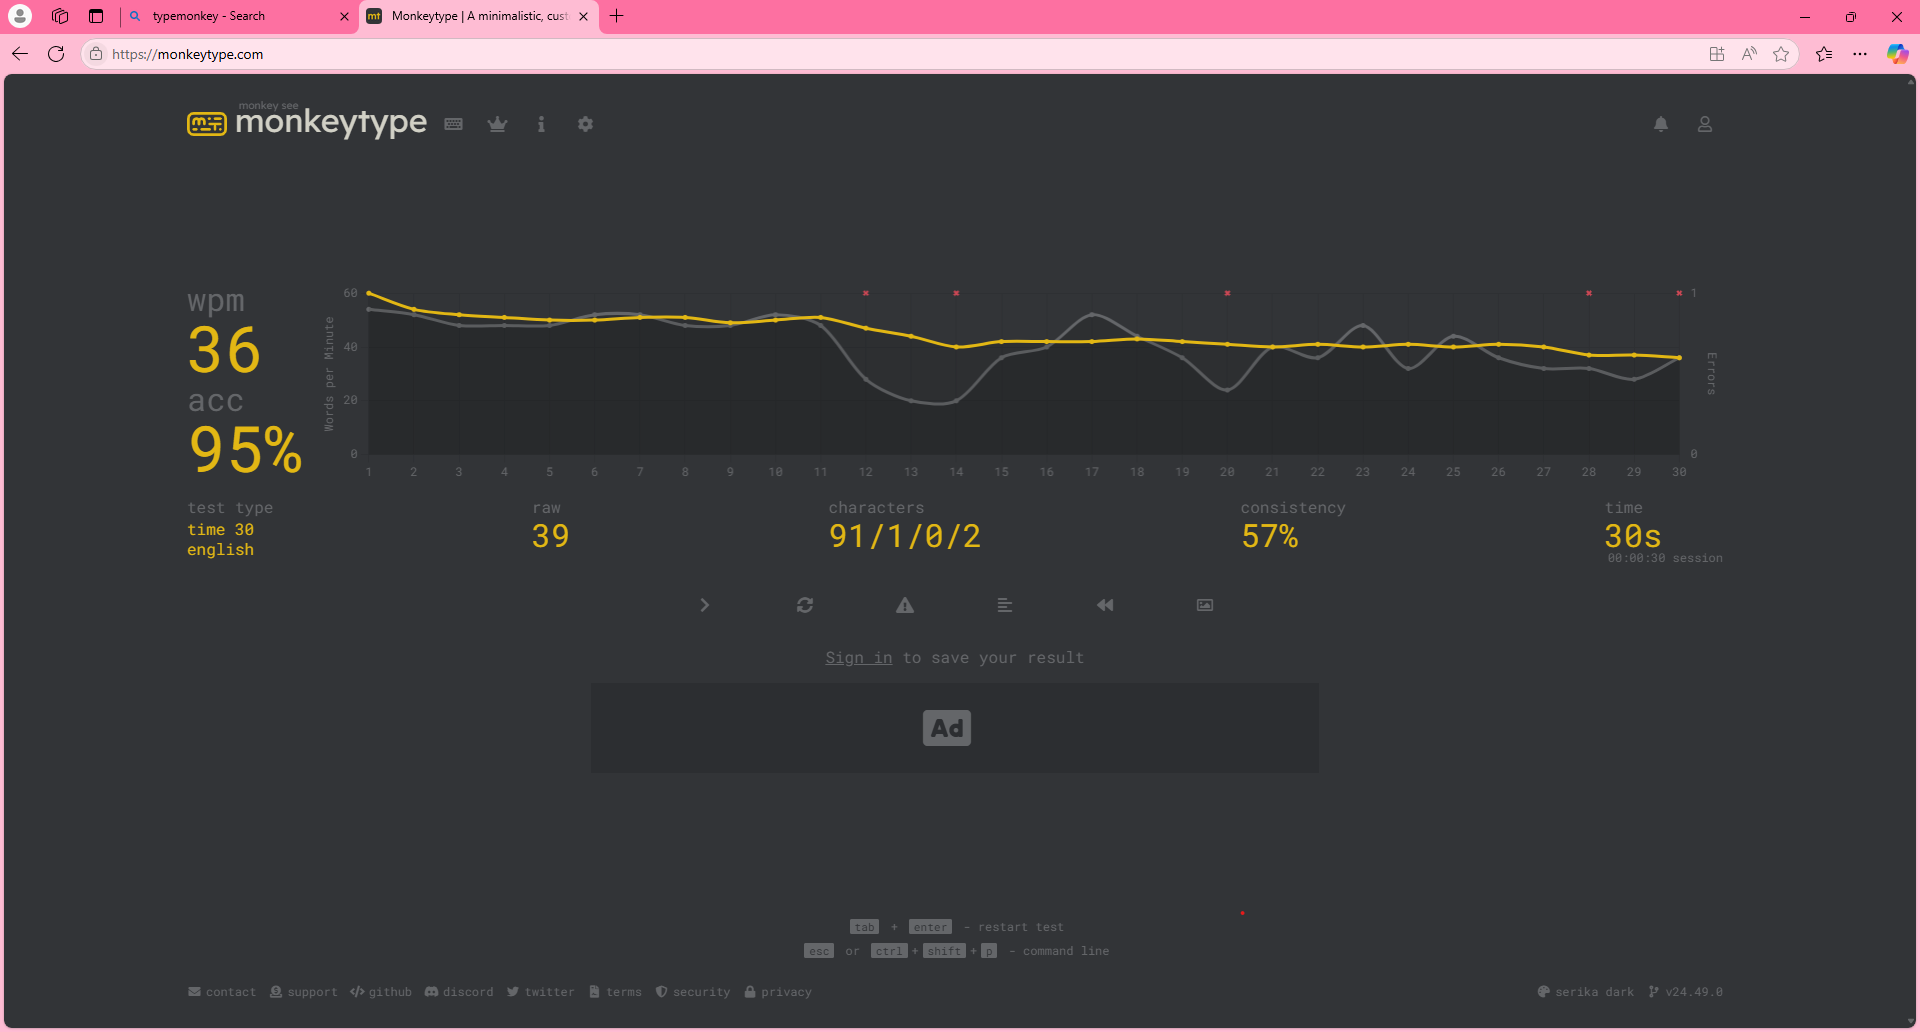 typemonkey - Search
Monkeytype | A minimalistic, cust
https://monkeytype.com
monkey see
monkeytype
wpm
36
acc
95%
Words per Minute
60
40
20
0
1 2 3 4 5 6 7 8 9 10 11 12 13 14 15 16 17 18 19 20 21 22 23 24 25 26 27 28 29 30
1
0
Errors
test type
time 30
english
raw
39
characters
91/1/0/2
consistency
57%
time
30s
00:00:30 session
Sign in to save your result
Ad
tab + enter - restart test
esc or ctrl + shift + p - command line
contact support github discord twitter terms security privacy
serika dark v24.49.0